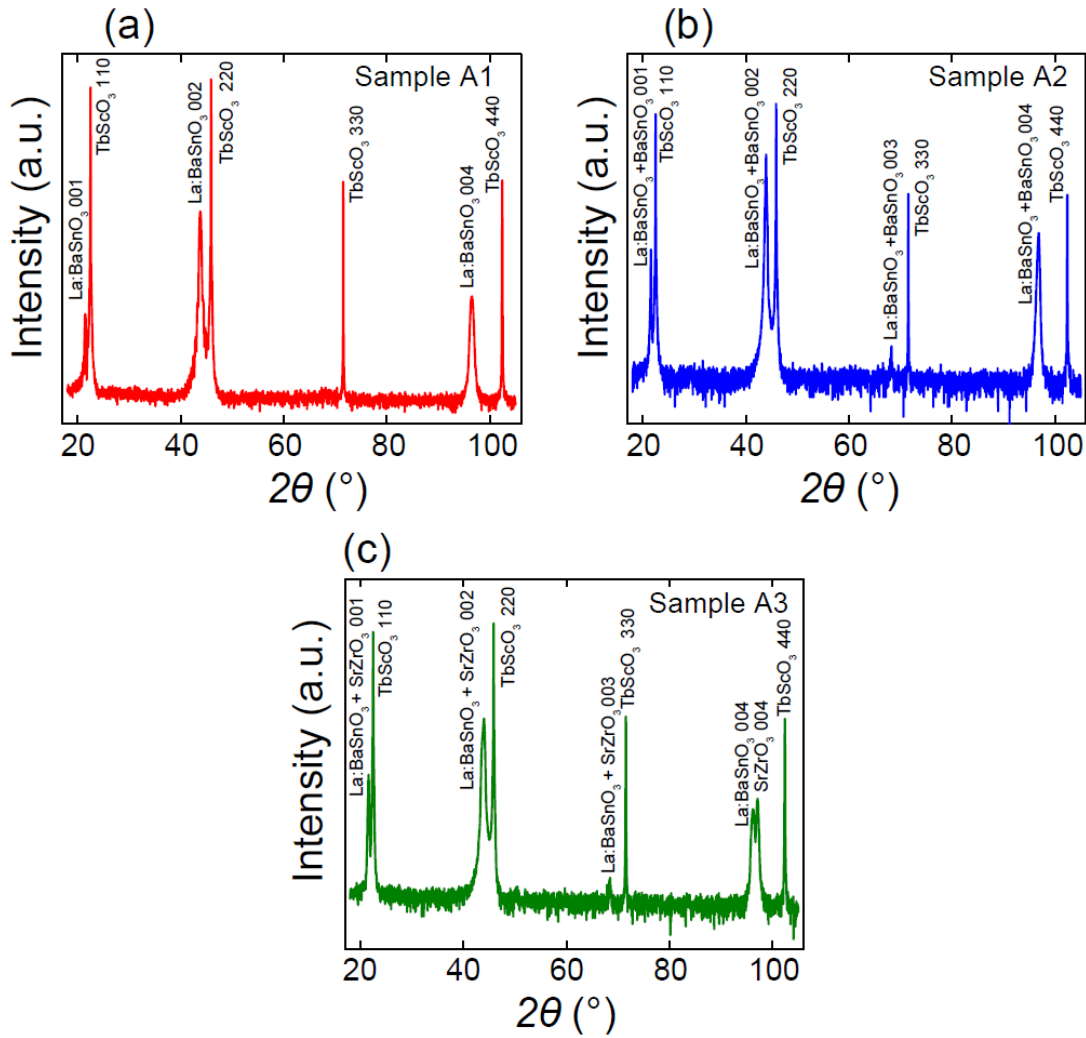 (a)
Sample A1
La:BaSnO₃ 001
TbScO₃ 110
La:BaSnO₃ 002
TbScO₃ 220
TbScO₃ 330
La:BaSnO₃ 004
TbScO₃ 440
Intensity (a.u.)
20 40 60 80 100
2θ (°)
(b)
Sample A2
La:BaSnO₃ +BaSnO₃ 001
TbScO₃ 110
La:BaSnO₃ +BaSnO₃ 002
TbScO₃ 220
La:BaSnO₃ +BaSnO₃ 003
TbScO₃ 330
La:BaSnO₃ +BaSnO₃ 004
TbScO₃ 440
Intensity (a.u.)
20 40 60 80 100
2θ (°)
(c)
Sample A3
La:BaSnO₃ + SrZrO₃ 001
TbScO₃ 110
La:BaSnO₃ + SrZrO₃ 002
TbScO₃ 220
La:BaSnO₃ + SrZrO₃ 003
TbScO₃ 330
La:BaSnO₃ 004
SrZrO₃ 004
TbScO₃ 440
Intensity (a.u.)
20 40 60 80 100
2θ (°)